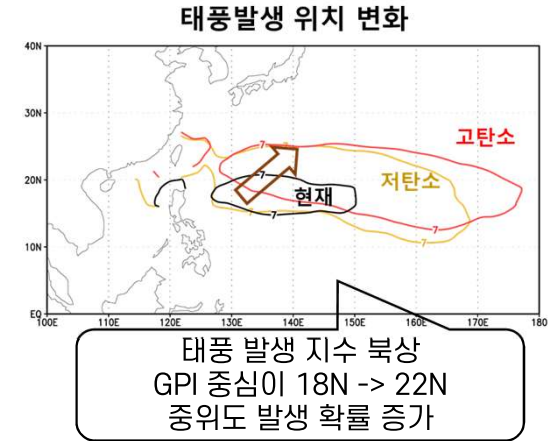 태풍발생 위치 변화
40N
30N
20N
10N
EQ
100E
110E
120E
130E
140E
150E
160E
170E
180
고탄소
저탄소
현재
7
7
7
7
7
7
태풍 발생 지수 북상
GPI 중심이 18N -> 22N
중위도 발생 확률 증가